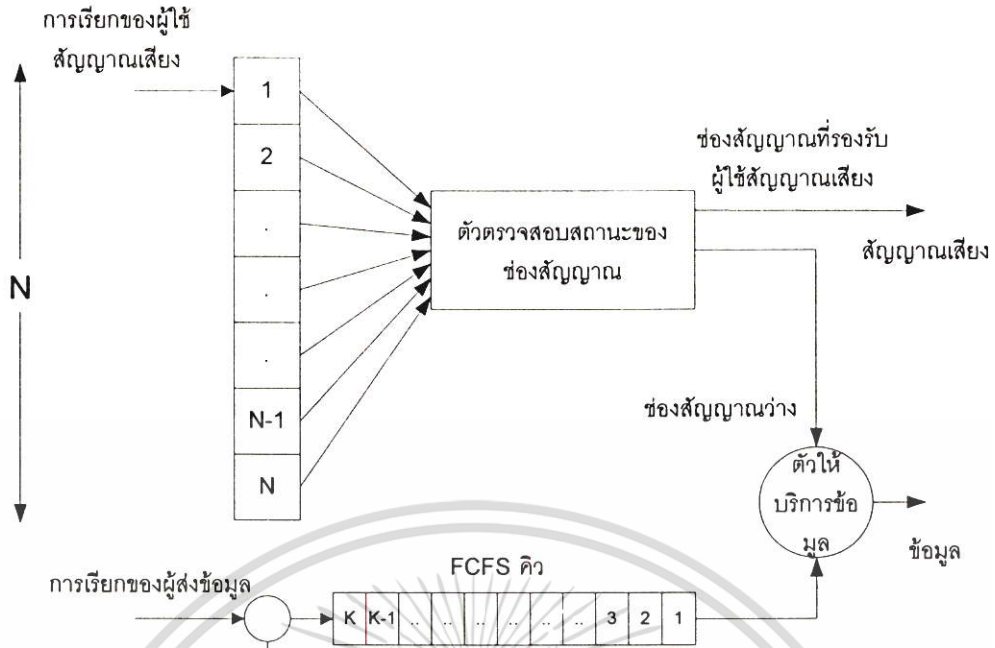 การเรียกของผู้ใช้
สัญญาณเสียง
N
1
2
.
.
.
N-1
N
ตัวตรวจสอบสถานะของ
ช่องสัญญาณ
ช่องสัญญาณที่รองรับ
ผู้ใช้สัญญาณเสียง
สัญญาณเสียง
ช่องสัญญาณว่าง
ตัวให้
บริการข้อ
มูล
ข้อมูล
FCFS คิว
การเรียกของผู้ส่งข้อมูล
K K-1 .. .. .. .. .. .. 3 2 1